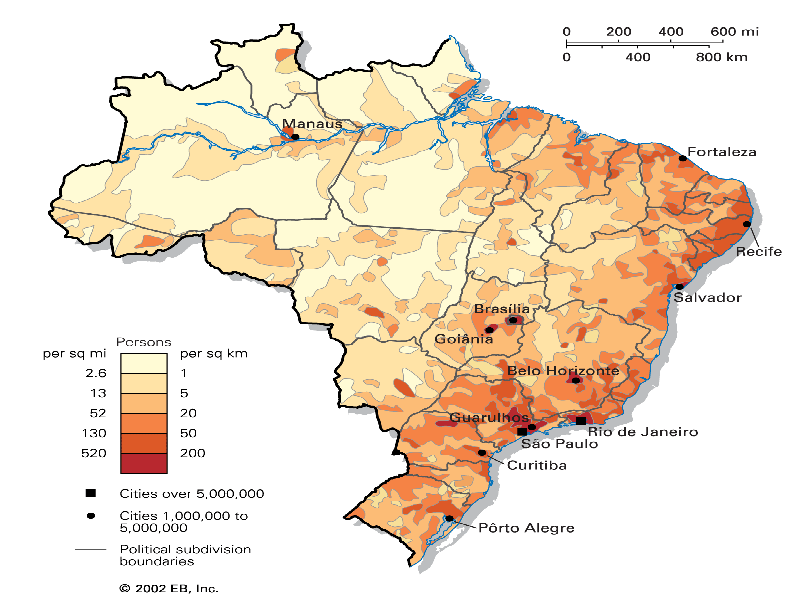 0 200 400 600 mi
0 400 800 km
Manaus
Fortaleza
Recife
Salvador
Brasília
Goiânia
Belo Horizonte
Guarulhos
Rio de Janeiro
São Paulo
Curitiba
Pôrto Alegre
Persons
per sq mi per sq km
2.6 1
13 5
52 20
130 50
520 200
Cities over 5,000,000
Cities 1,000,000 to
5,000,000
Political subdivision
boundaries
© 2002 EB, Inc.